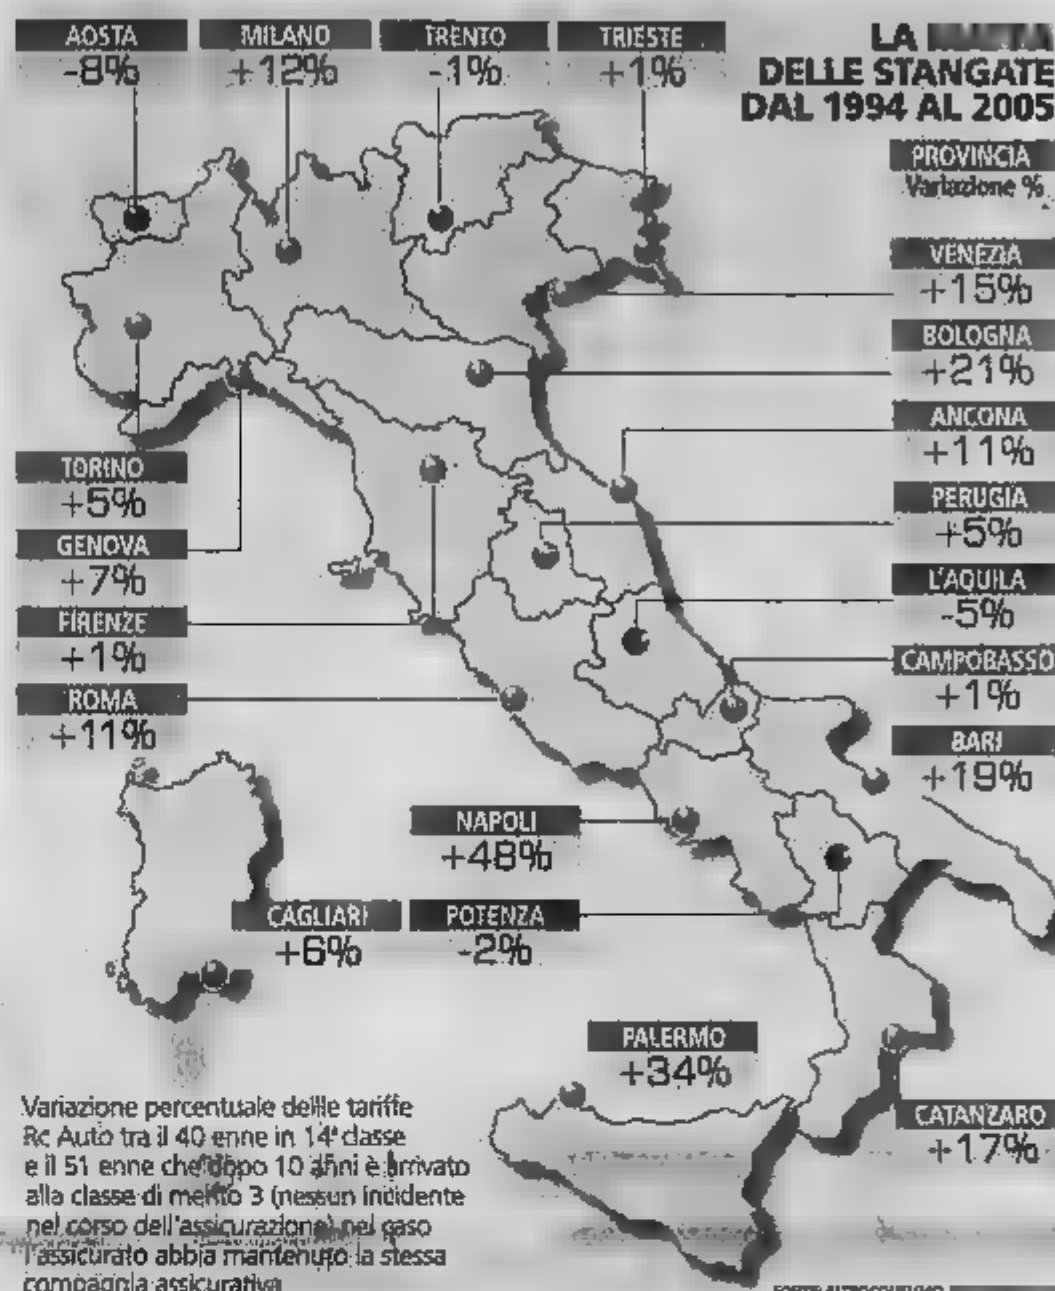 AOSTA
-8%
MILANO
+12%
TRENTO
-1%
TRIESTE
+1%
LA
DELLE STANGATE
DAL 1994 AL 2005
PROVINCIA
Variazione %
VENEZIA
+15%
BOLOGNA
+21%
ANCONA
+11%
PERUGIA
+5%
L'AQUILA
-5%
CAMPOBASSO
+1%
BARI
+19%
TORINO
+5%
GENOVA
+7%
FIRENZE
+1%
ROMA
+11%
NAPOLI
+48%
CAGLIARI
+6%
POTENZA
-2%
PALERMO
+34%
CATANZARO
+17%
Variazione percentuale delle tariffe
Rc Auto tra il 40 enne in 14ª classe
e il 51 enne che dopo 10 anni è arrivato
alla classe di merito 3 (nessun incidente
nel corso dell'assicurazione) nel caso
l'assicurato abbia mantenuto la stessa
compagnia assicurativa